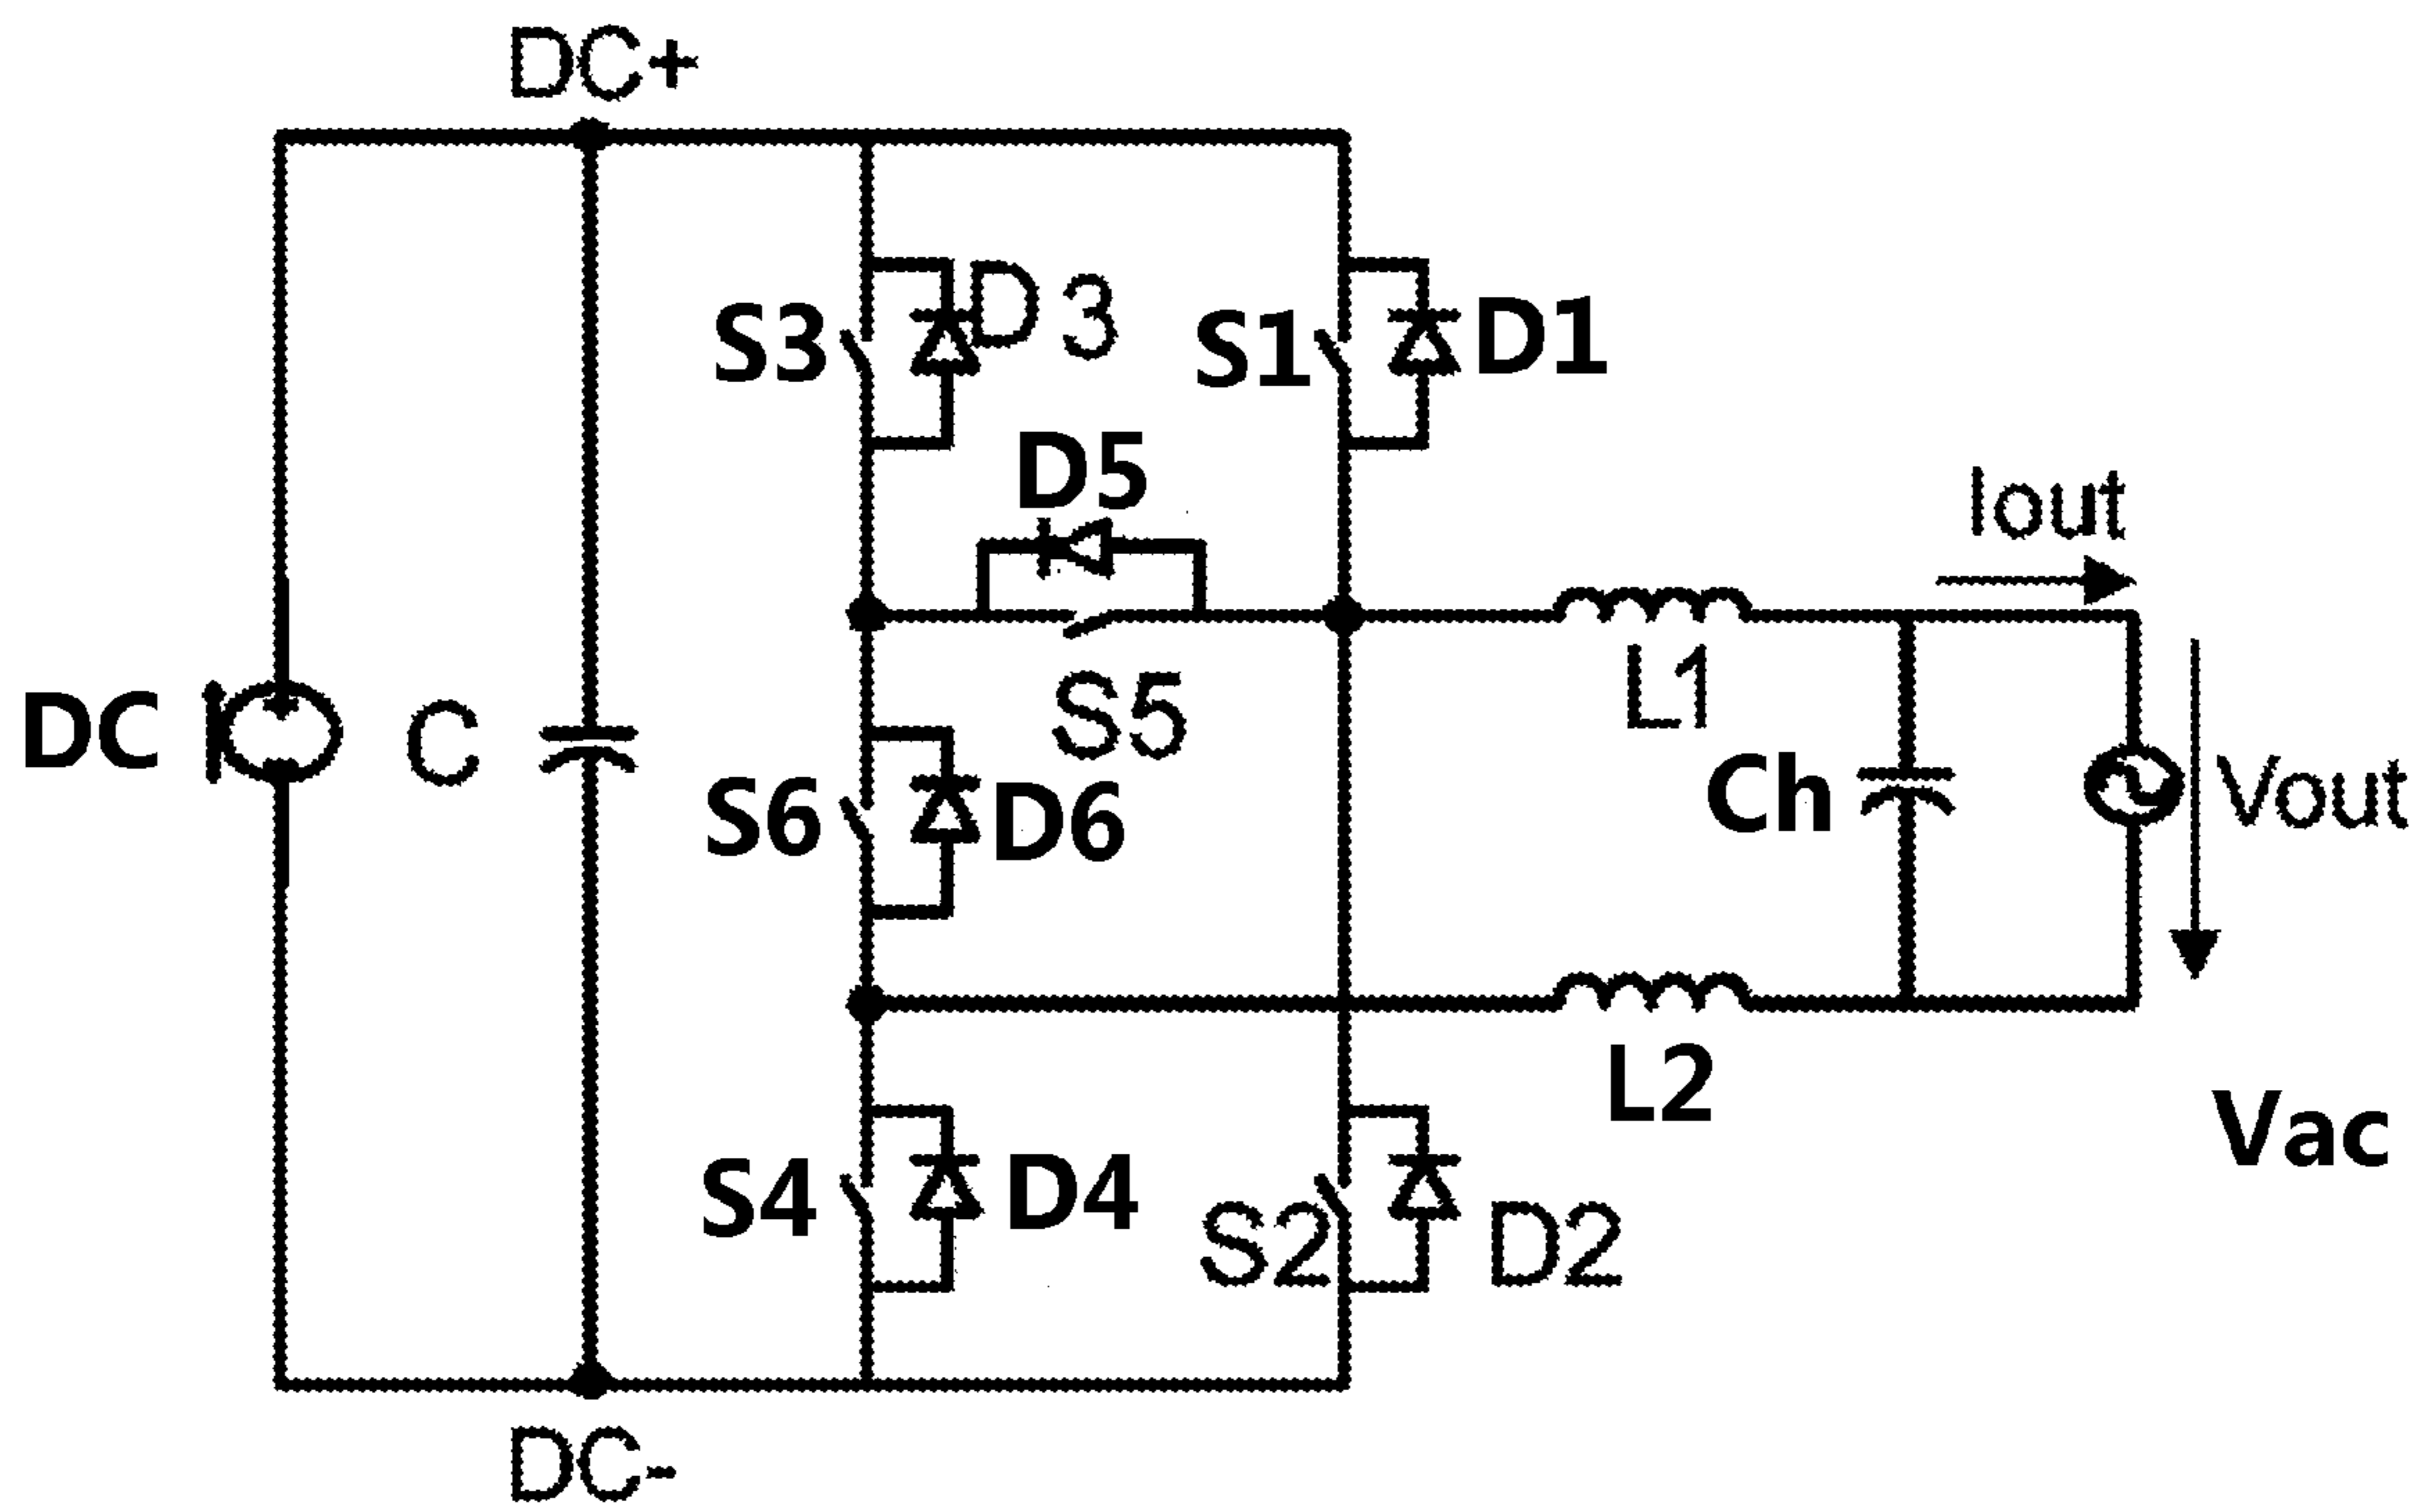 DC+
S3
D3
S1
D1
D5
Iout
S5
L1
DC
C
S6
D6
Ch
Vout
L2
Vac
S4
D4
S2
D2
DC-